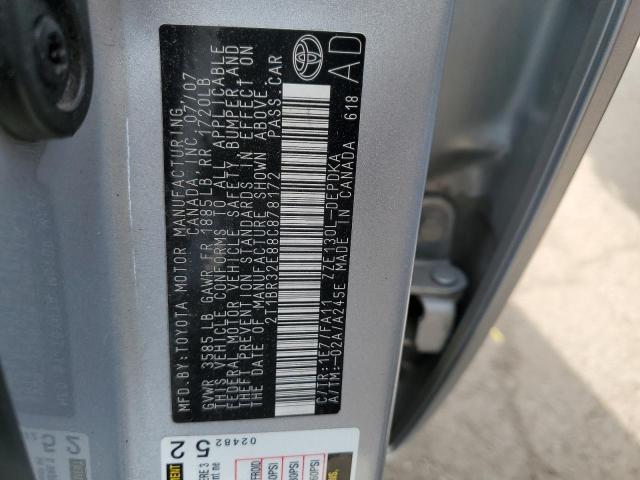 MFD.BY:TOYOTA MOTOR MANUFACTURING,
CANADA INC. 07/07
GVWR 3585LB GAWR FR 1885LB RR 1720LB
THIS VEHICLE CONFORMS TO ALL APPLICABLE
FEDERAL MOTOR VEHICLE SAFETY, BUMPER, AND
THEFT PREVENTION STANDARDS IN EFFECT ON
THE DATE OF MANUFACTURE SHOWN ABOVE.
2T1BR32E88C878172 PASS.CAR
C/TR:1E7/FA11 ZZE130L-DEPDKA
A/TM:-02A/A245E MADE IN CANADA 618
AD
02482
5
2